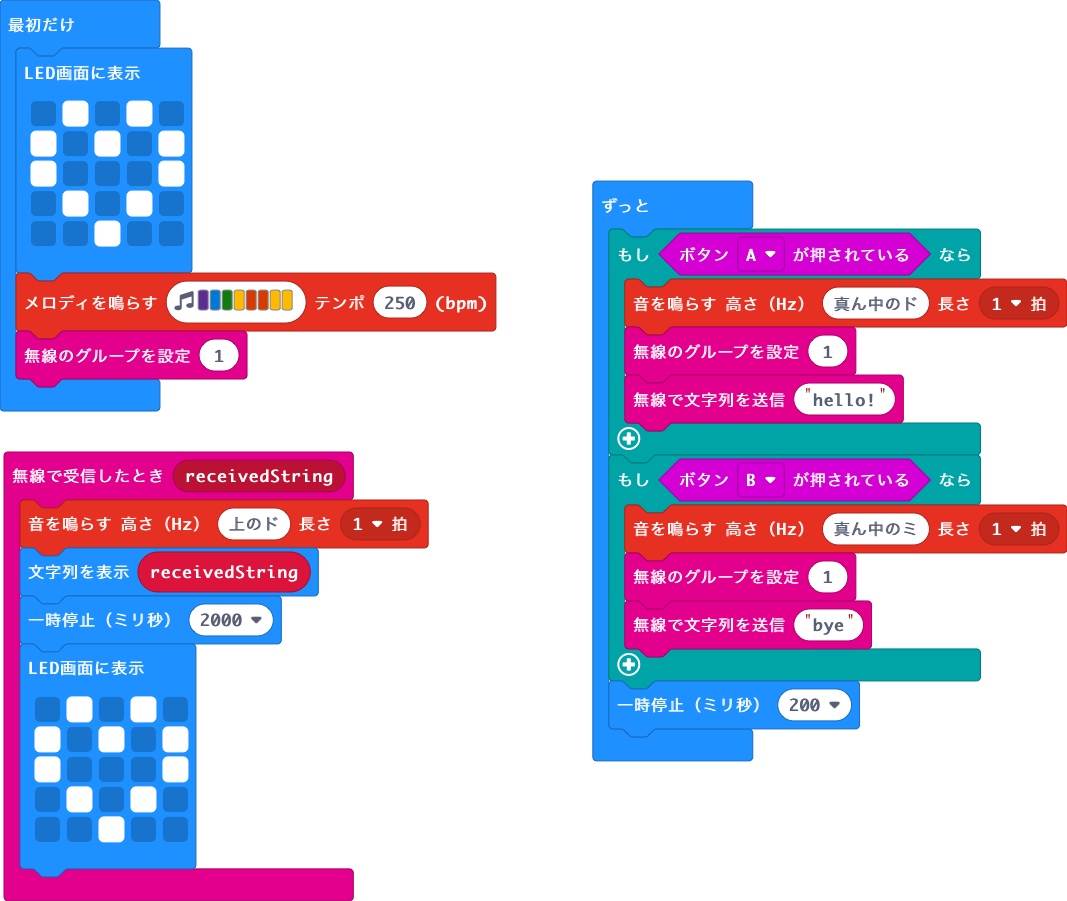 最初だけ
LED画面に表示
メロディを鳴らす テンポ 250 (bpm)
無線のグループを設定 1
無線で受信したとき receivedString
音を鳴らす 高さ（Hz） 上のド 長さ 1 拍
文字列を表示 receivedString
一時停止（ミリ秒） 2000
LED画面に表示
ずっと
もし ボタン A が押されている なら
音を鳴らす 高さ（Hz） 真ん中のド 長さ 1 拍
無線のグループを設定 1
無線で文字列を送信 "hello!"
もし ボタン B が押されている なら
音を鳴らす 高さ（Hz） 真ん中のミ 長さ 1 拍
無線のグループを設定 1
無線で文字列を送信 "bye"
一時停止（ミリ秒） 200